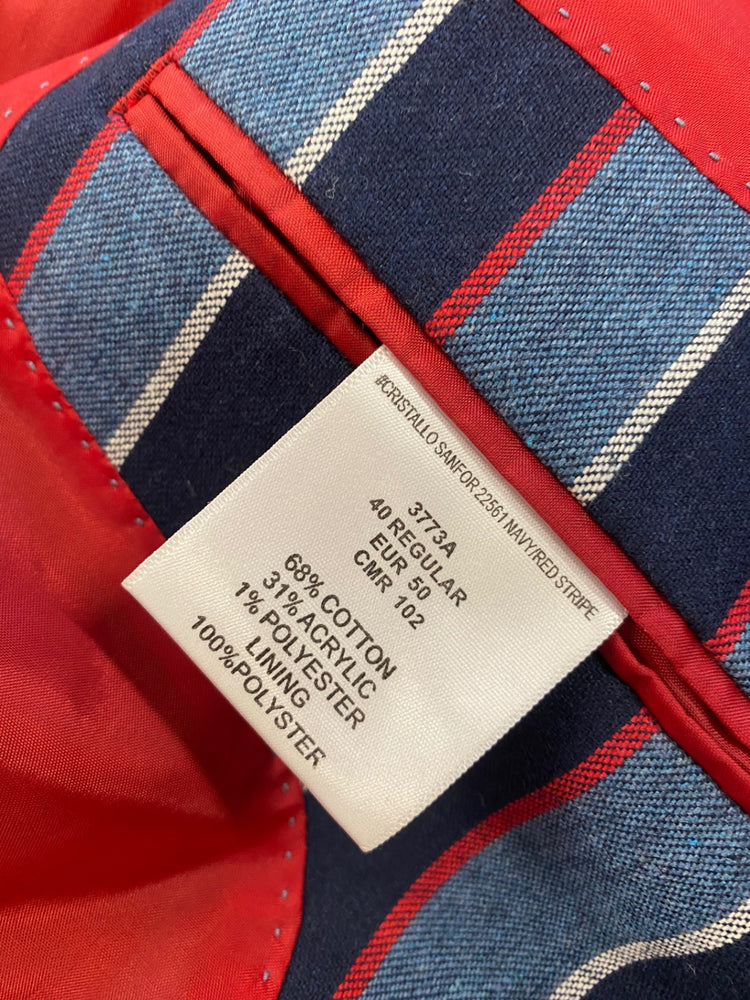 #CRISTALLO SANFOR 22561 NAVY/RED STRIPE
3773A
40 REGULAR
EUR 50
CMR 102
68% COTTON
31% ACRYLIC
1% POLYESTER
LINING
100%POLYSTER